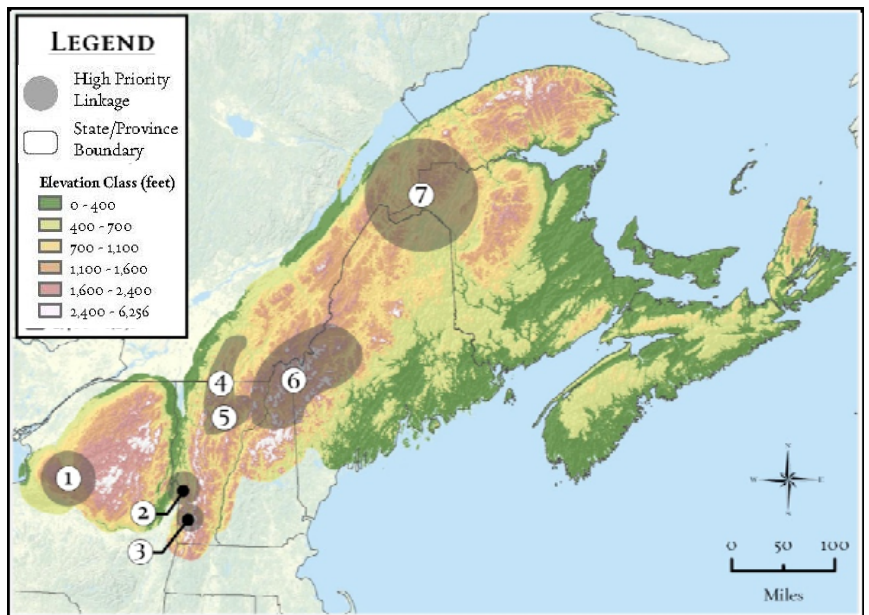 LEGEND
High Priority
Linkage
State/Province
Boundary
Elevation Class (feet)
0 - 400
400 - 700
700 - 1,100
1,100 - 1,600
1,600 - 2,400
2,400 - 6,256
7
4
6
5
1
2
3
N
W
E
S
0 50 100
Miles